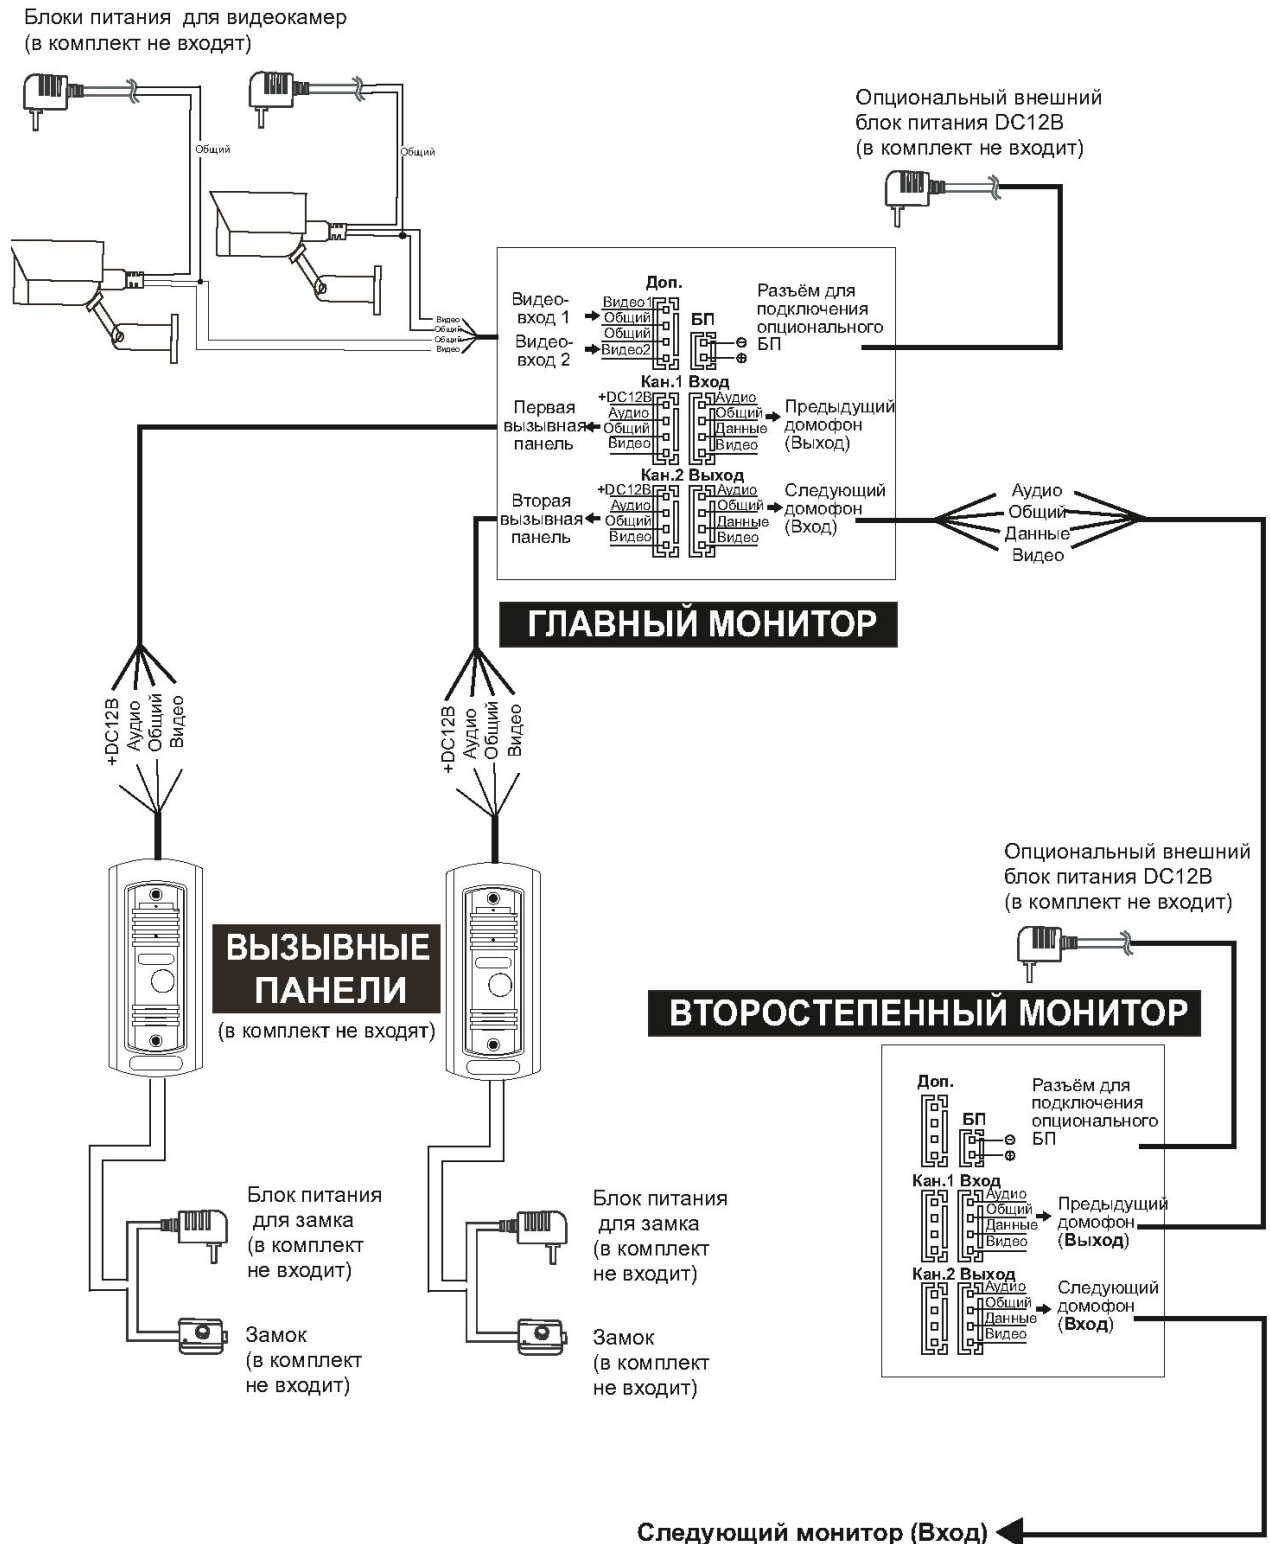 Блоки питания для видеокамер
(в комплект не входят)
Общий
Общий
Опциональный внешний
блок питания DC12В
(в комплект не входит)
Видео
Общий
Общий
Видео
Видео-
вход 1
Видео-
вход 2
Доп.
Видео1
Общий
Общий
Видео2
БП
⊖
⊕
Разъём для
подключения
опционального
БП
Кан.1 Вход
Первая
вызывная
панель
+DC12В
Аудио
Общий
Видео
Аудио
Общий
Данные
Видео
Предыдущий
домофон
(Выход)
Кан.2 Выход
Вторая
вызывная
панель
+DC12В
Аудио
Общий
Видео
Аудио
Общий
Данные
Видео
Следующий
домофон
(Вход)
Аудио
Общий
Данные
Видео
ГЛАВНЫЙ МОНИТОР
+DC12В
Аудио
Общий
Видео
+DC12В
Аудио
Общий
Видео
ВЫЗЫВНЫЕ
ПАНЕЛИ
(в комплект не входят)
Опциональный внешний
блок питания DC12В
(в комплект не входит)
ВТОРОСТЕПЕННЫЙ МОНИТОР
Доп.
БП
⊖
⊕
Разъём для
подключения
опционального
БП
Кан.1 Вход
Аудио
Общий
Данные
Видео
Предыдущий
домофон
(Выход)
Кан.2 Выход
Аудио
Общий
Данные
Видео
Следующий
домофон
(Вход)
Блок питания
для замка
(в комплект
не входит)
Замок
(в комплект
не входит)
Блок питания
для замка
(в комплект
не входит)
Замок
(в комплект
не входит)
Следующий монитор (Вход)